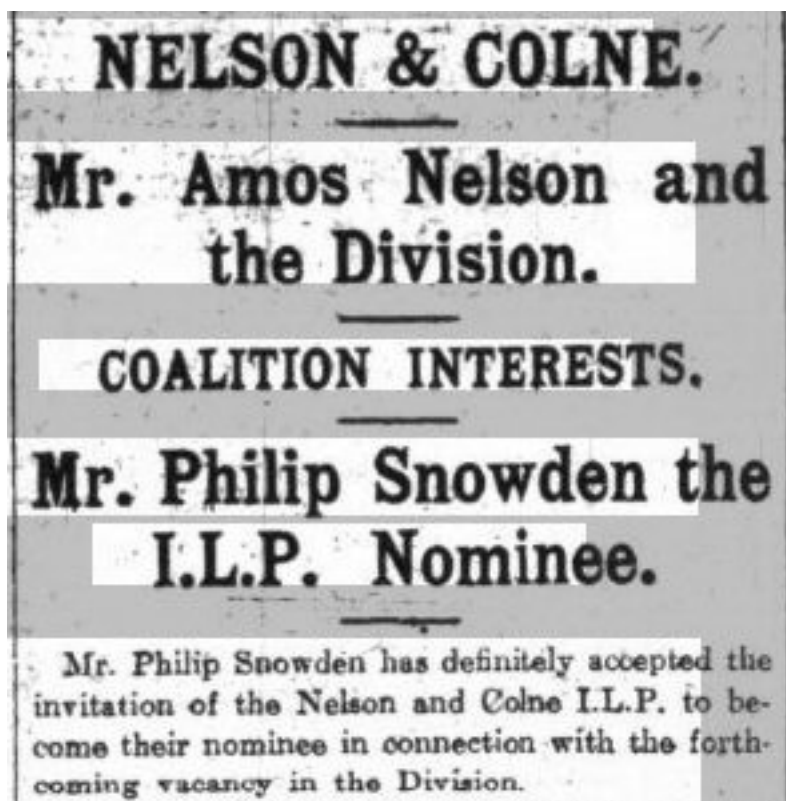 NELSON & COLNE.
Mr. Amos Nelson and
the Division.
COALITION INTERESTS.
Mr. Philip Snowden the
I.L.P. Nominee.
Mr. Philip Snowden has definitely accepted the
invitation of the Nelson and Colne I.L.P. to be-
come their nominee in connection with the forth-
coming vacancy in the Division.